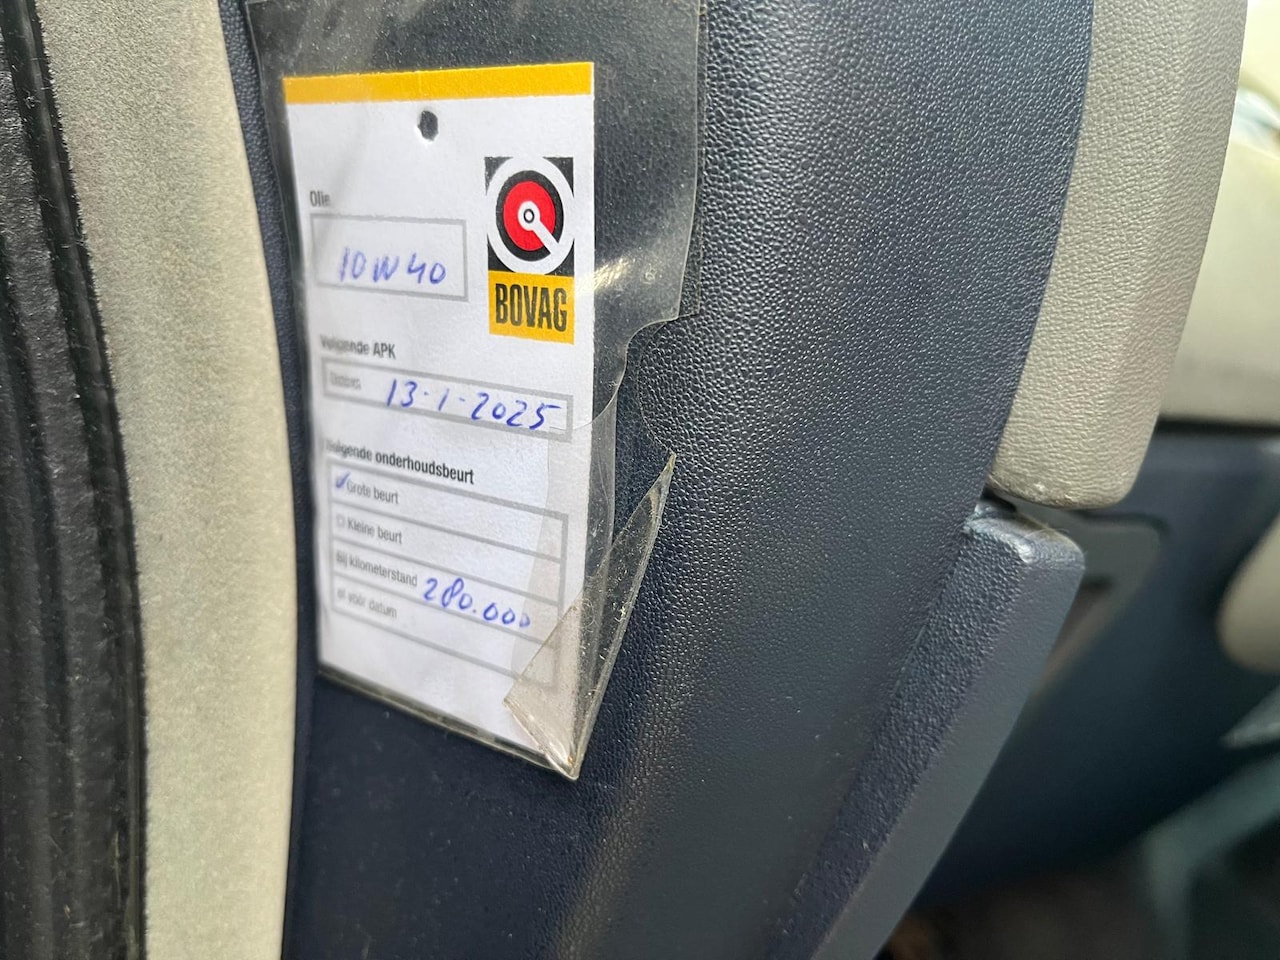 Olie
10W40
BOVAG
Volgende APK
Datum
13-1-2025
Volgende onderhoudsbeurt
Grote beurt
Kleine beurt
Bij kilometerstand 280.000
of vóór datum